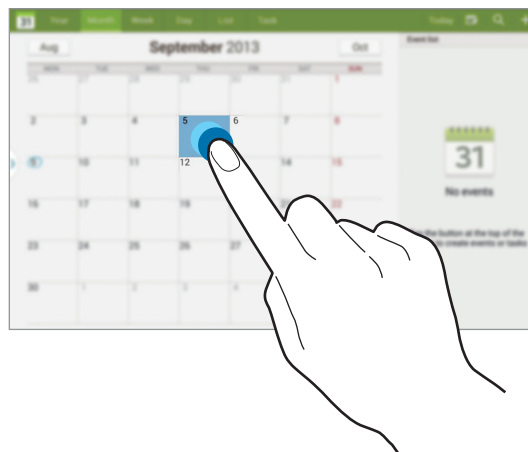 31 Year Month Week Day List Task Today
Aug September 2013 Oct
Event list
MON TUE WED THU FRI SAT SUN
26 27 28 29 30 31 1
2 3 4 5 6 7 8
9 10 11 12 14 15
31
No events
16 17 18 19 21 22
the button at the top of the
to create events or tasks
23 24 25 26 27
30 1 2 3 4